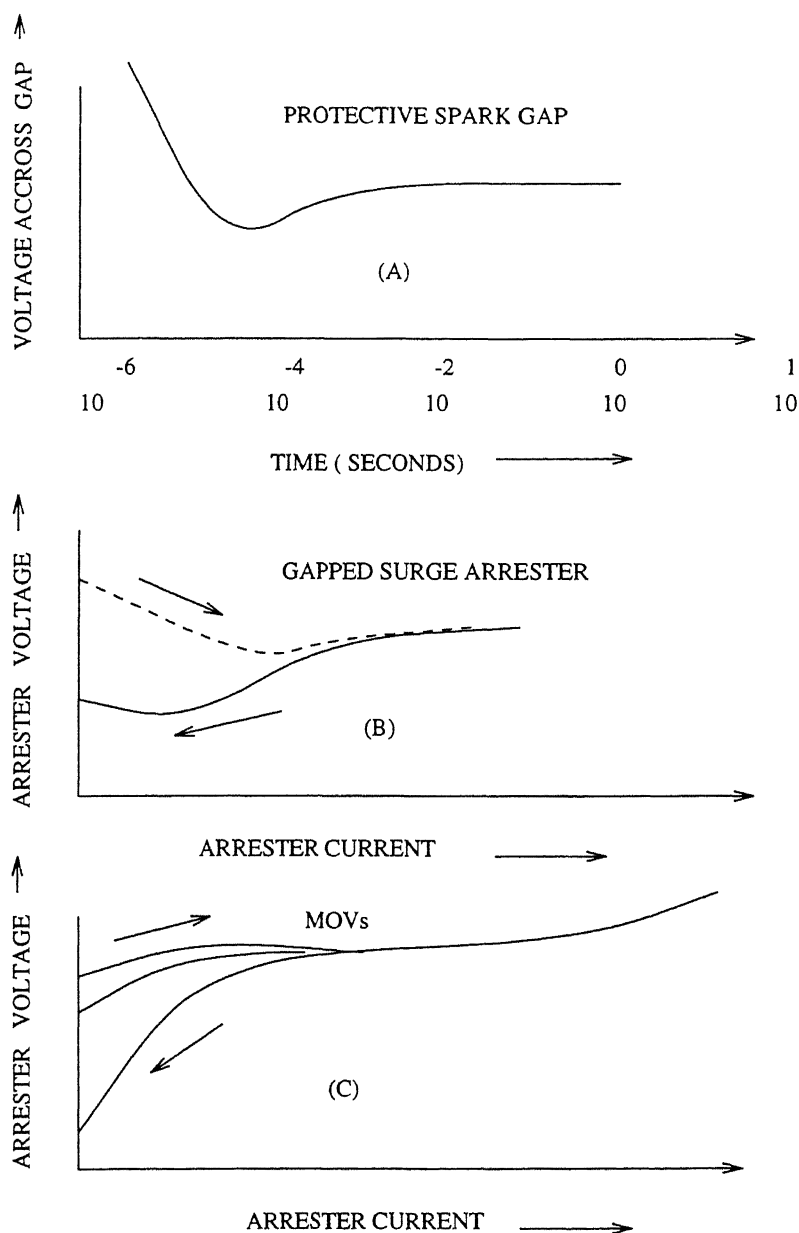 VOLTAGE ACCROSS GAP
PROTECTIVE SPARK GAP
(A)
-6 -4 -2 0 1
10 10 10 10 10
TIME ( SECONDS)
ARRESTER VOLTAGE
GAPPED SURGE ARRESTER
(B)
ARRESTER CURRENT
ARRESTER VOLTAGE
MOVs
(C)
ARRESTER CURRENT